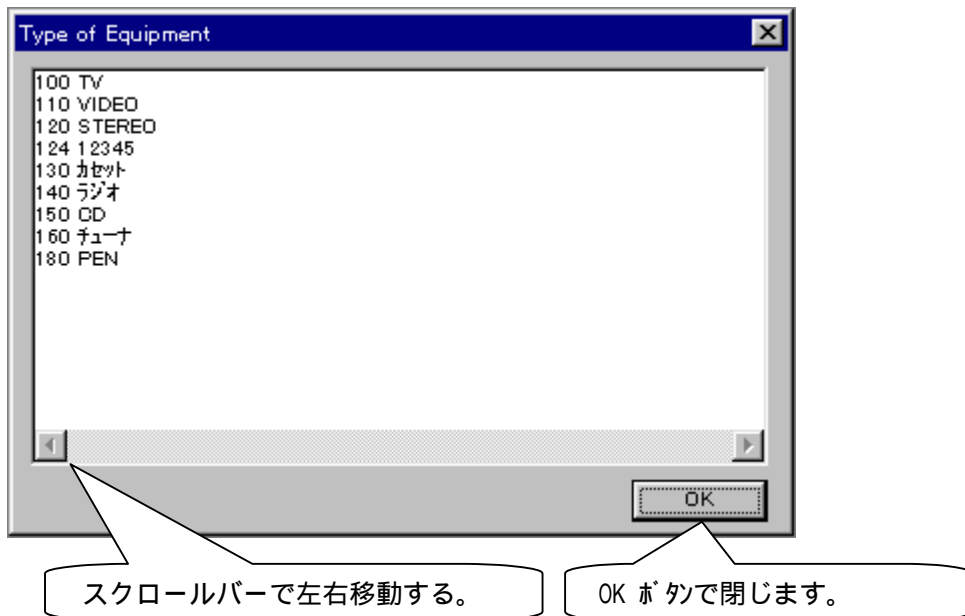 Type of Equipment
100 TV
110 VIDEO
120 STEREO
124 12345
130 ｶｾｯﾄ
140 ﾗｼﾞｵ
150 CD
160 ﾁｭｰﾅ
180 PEN
OK
スクロールバーで左右移動する。
OK ﾎﾞﾀﾝで閉じます。